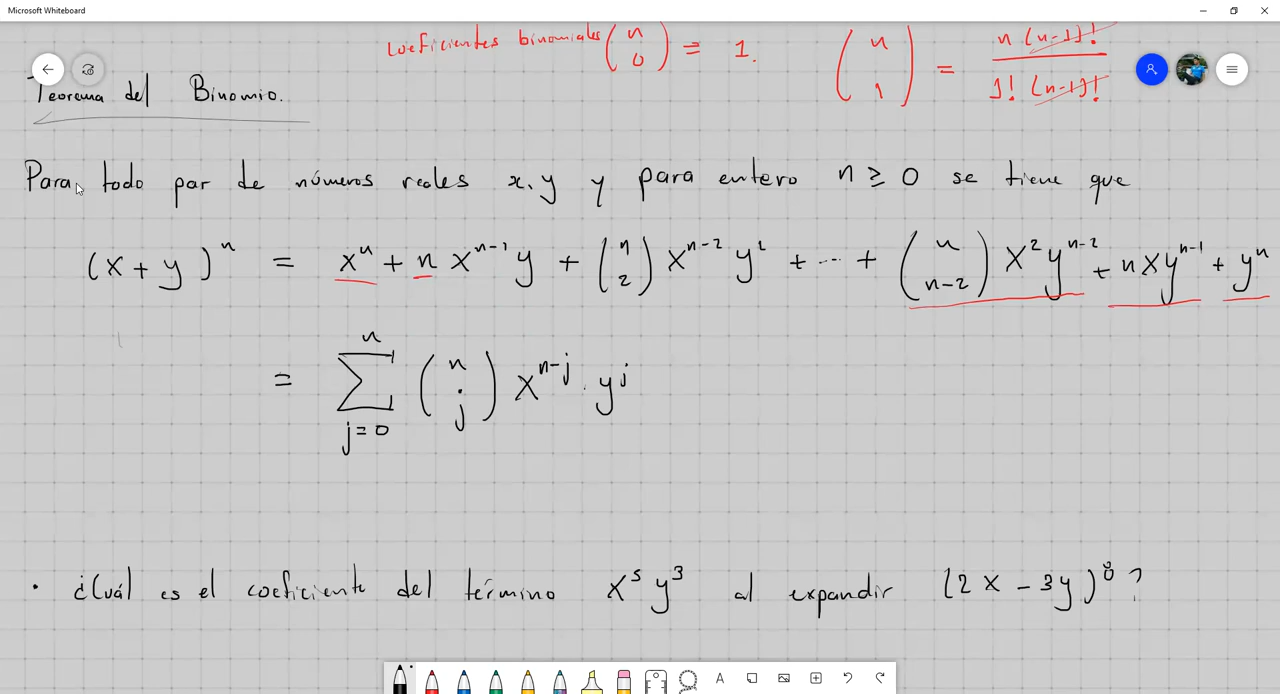 Microsoft Whiteboard
coeficientes binomiales (n 0) = 1. (n 1) = n (n-1)! / 1! (n-1)!
Teorema del Binomio.
Para todo par de números reales x, y y para entero n ≥ 0 se tiene que
(x + y)^n = x^n + n x^{n-1} y + (n 2) x^{n-2} y^2 + ... + (n n-2) x^2 y^{n-2} + n x y^{n-1} + y^n
= ∑_{j=0}^{n} (n j) x^{n-j} . y^j
• ¿Cuál es el coeficiente del término x^5 y^3 al expandir (2x - 3y)^8 ?